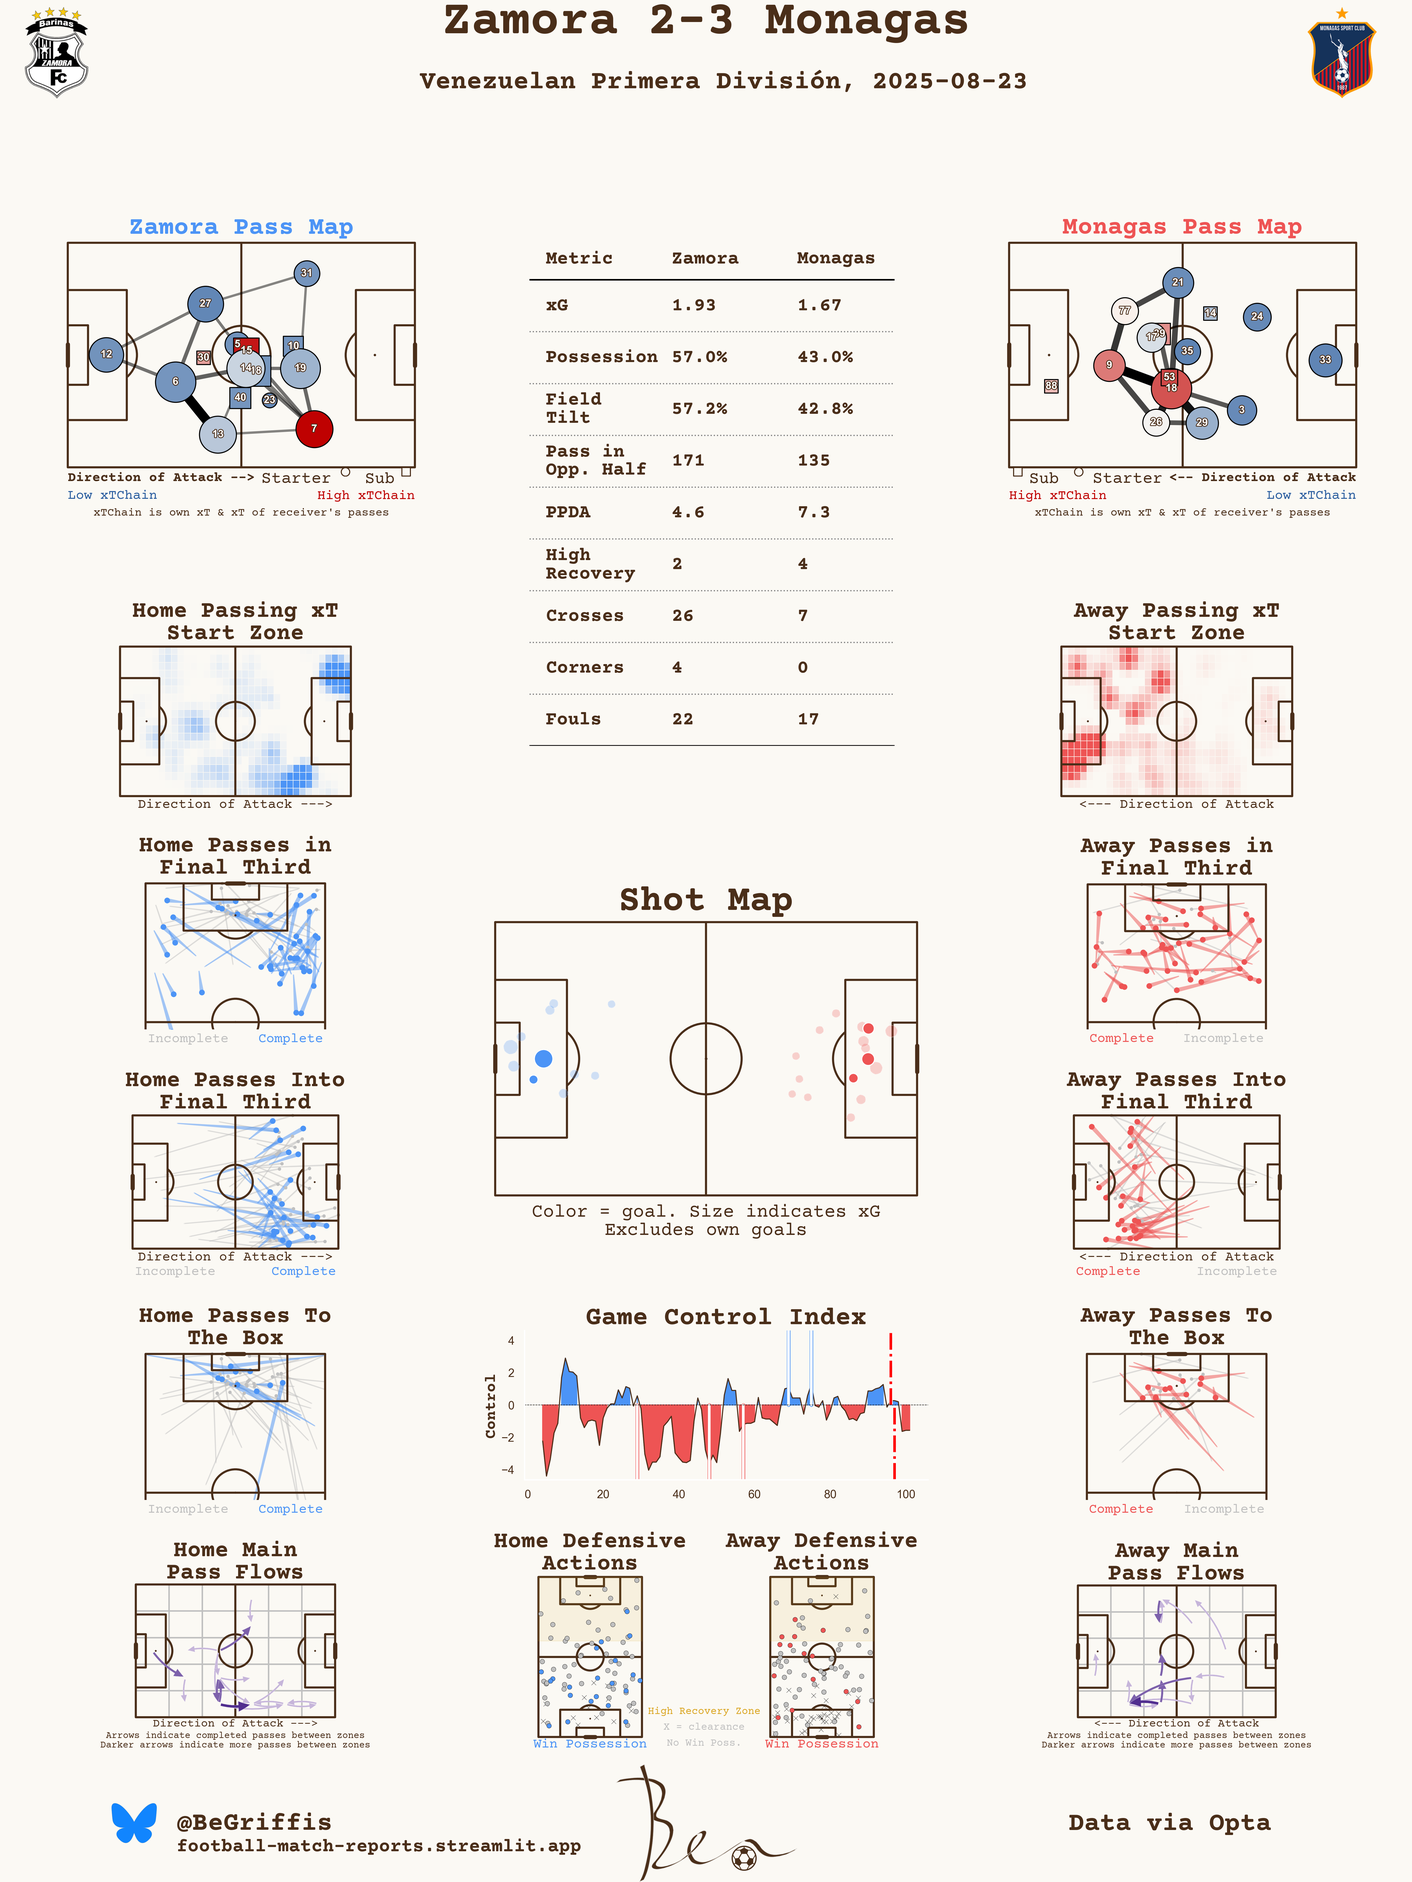 Zamora 2-3 Monagas
Venezuelan Primera División, 2025-08-23
Barinas
ZAMORA
FC
MONAGAS SPORT CLUB
1987
Zamora Pass Map
31
27
12
5
15
10
30
14
18
19
6
40
23
13
7
Direction of Attack --> Starter Sub
Low xTChain High xTChain
xTChain is own xT & xT of receiver's passes
Metric Zamora Monagas
xG 1.93 1.67
Possession 57.0% 43.0%
Field
Tilt 57.2% 42.8%
Pass in
Opp. Half 171 135
PPDA 4.6 7.3
High
Recovery 2 4
Crosses 26 7
Corners 4 0
Fouls 22 17
Monagas Pass Map
21
77
14
24
17
35
33
9
53
18
88
3
26
29
Sub Starter <-- Direction of Attack
High xTChain Low xTChain
xTChain is own xT & xT of receiver's passes
Home Passing xT
Start Zone
Direction of Attack --->
Away Passing xT
Start Zone
<--- Direction of Attack
Home Passes in
Final Third
Incomplete Complete
Away Passes in
Final Third
Complete Incomplete
Shot Map
Color = goal. Size indicates xG
Excludes own goals
Home Passes Into
Final Third
Direction of Attack --->
Incomplete Complete
Away Passes Into
Final Third
<--- Direction of Attack
Complete Incomplete
Home Passes To
The Box
Incomplete Complete
Game Control Index
Control
4
2
0
−2
−4
0 20 40 60 80 100
Away Passes To
The Box
Complete Incomplete
Home Main
Pass Flows
Direction of Attack --->
Arrows indicate completed passes between zones
Darker arrows indicate more passes between zones
Home Defensive
Actions
Win Possession
Away Defensive
Actions
Win Possession
High Recovery Zone
X = clearance
No Win Poss.
Away Main
Pass Flows
<--- Direction of Attack
Arrows indicate completed passes between zones
Darker arrows indicate more passes between zones
@BeGriffis
football-match-reports.streamlit.app
Ben
Data via Opta